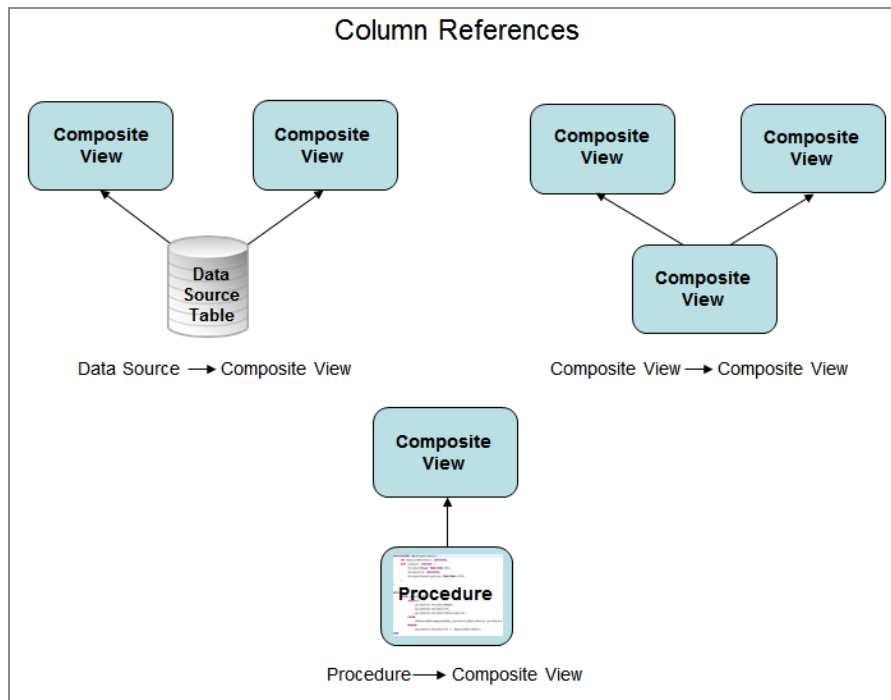 Column References
Composite
View
Composite
View
Data
Source
Table
Data Source → Composite View
Composite
View
Composite
View
Composite
View
Composite View → Composite View
Composite
View
Procedure
Procedure → Composite View